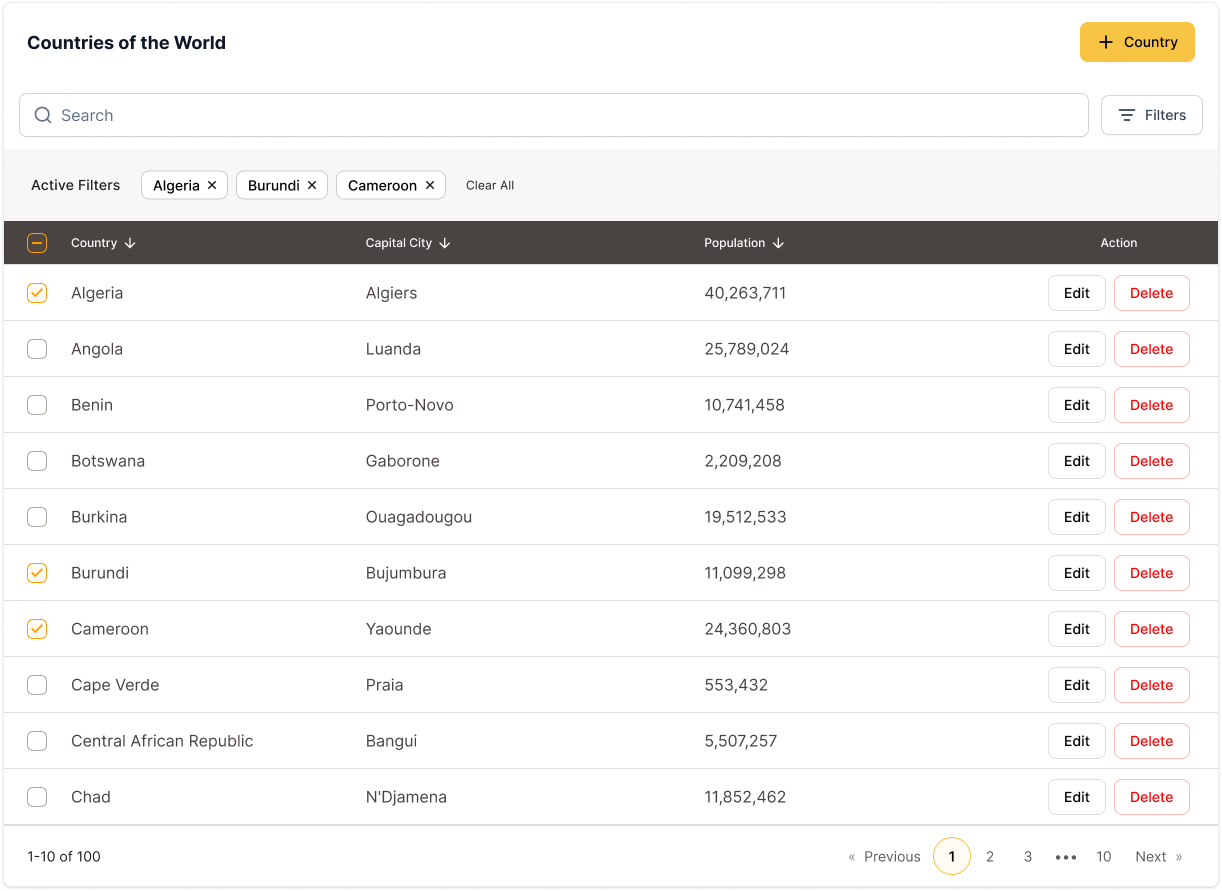 Countries of the World
+ Country
Search
Filters
Active Filters Algeria × Burundi × Cameroon × Clear All
Country ↓ Capital City ↓ Population ↓ Action
Algeria Algiers 40,263,711 Edit Delete
Angola Luanda 25,789,024 Edit Delete
Benin Porto-Novo 10,741,458 Edit Delete
Botswana Gaborone 2,209,208 Edit Delete
Burkina Ouagadougou 19,512,533 Edit Delete
Burundi Bujumbura 11,099,298 Edit Delete
Cameroon Yaounde 24,360,803 Edit Delete
Cape Verde Praia 553,432 Edit Delete
Central African Republic Bangui 5,507,257 Edit Delete
Chad N'Djamena 11,852,462 Edit Delete
1-10 of 100 « Previous 1 2 3 ••• 10 Next »